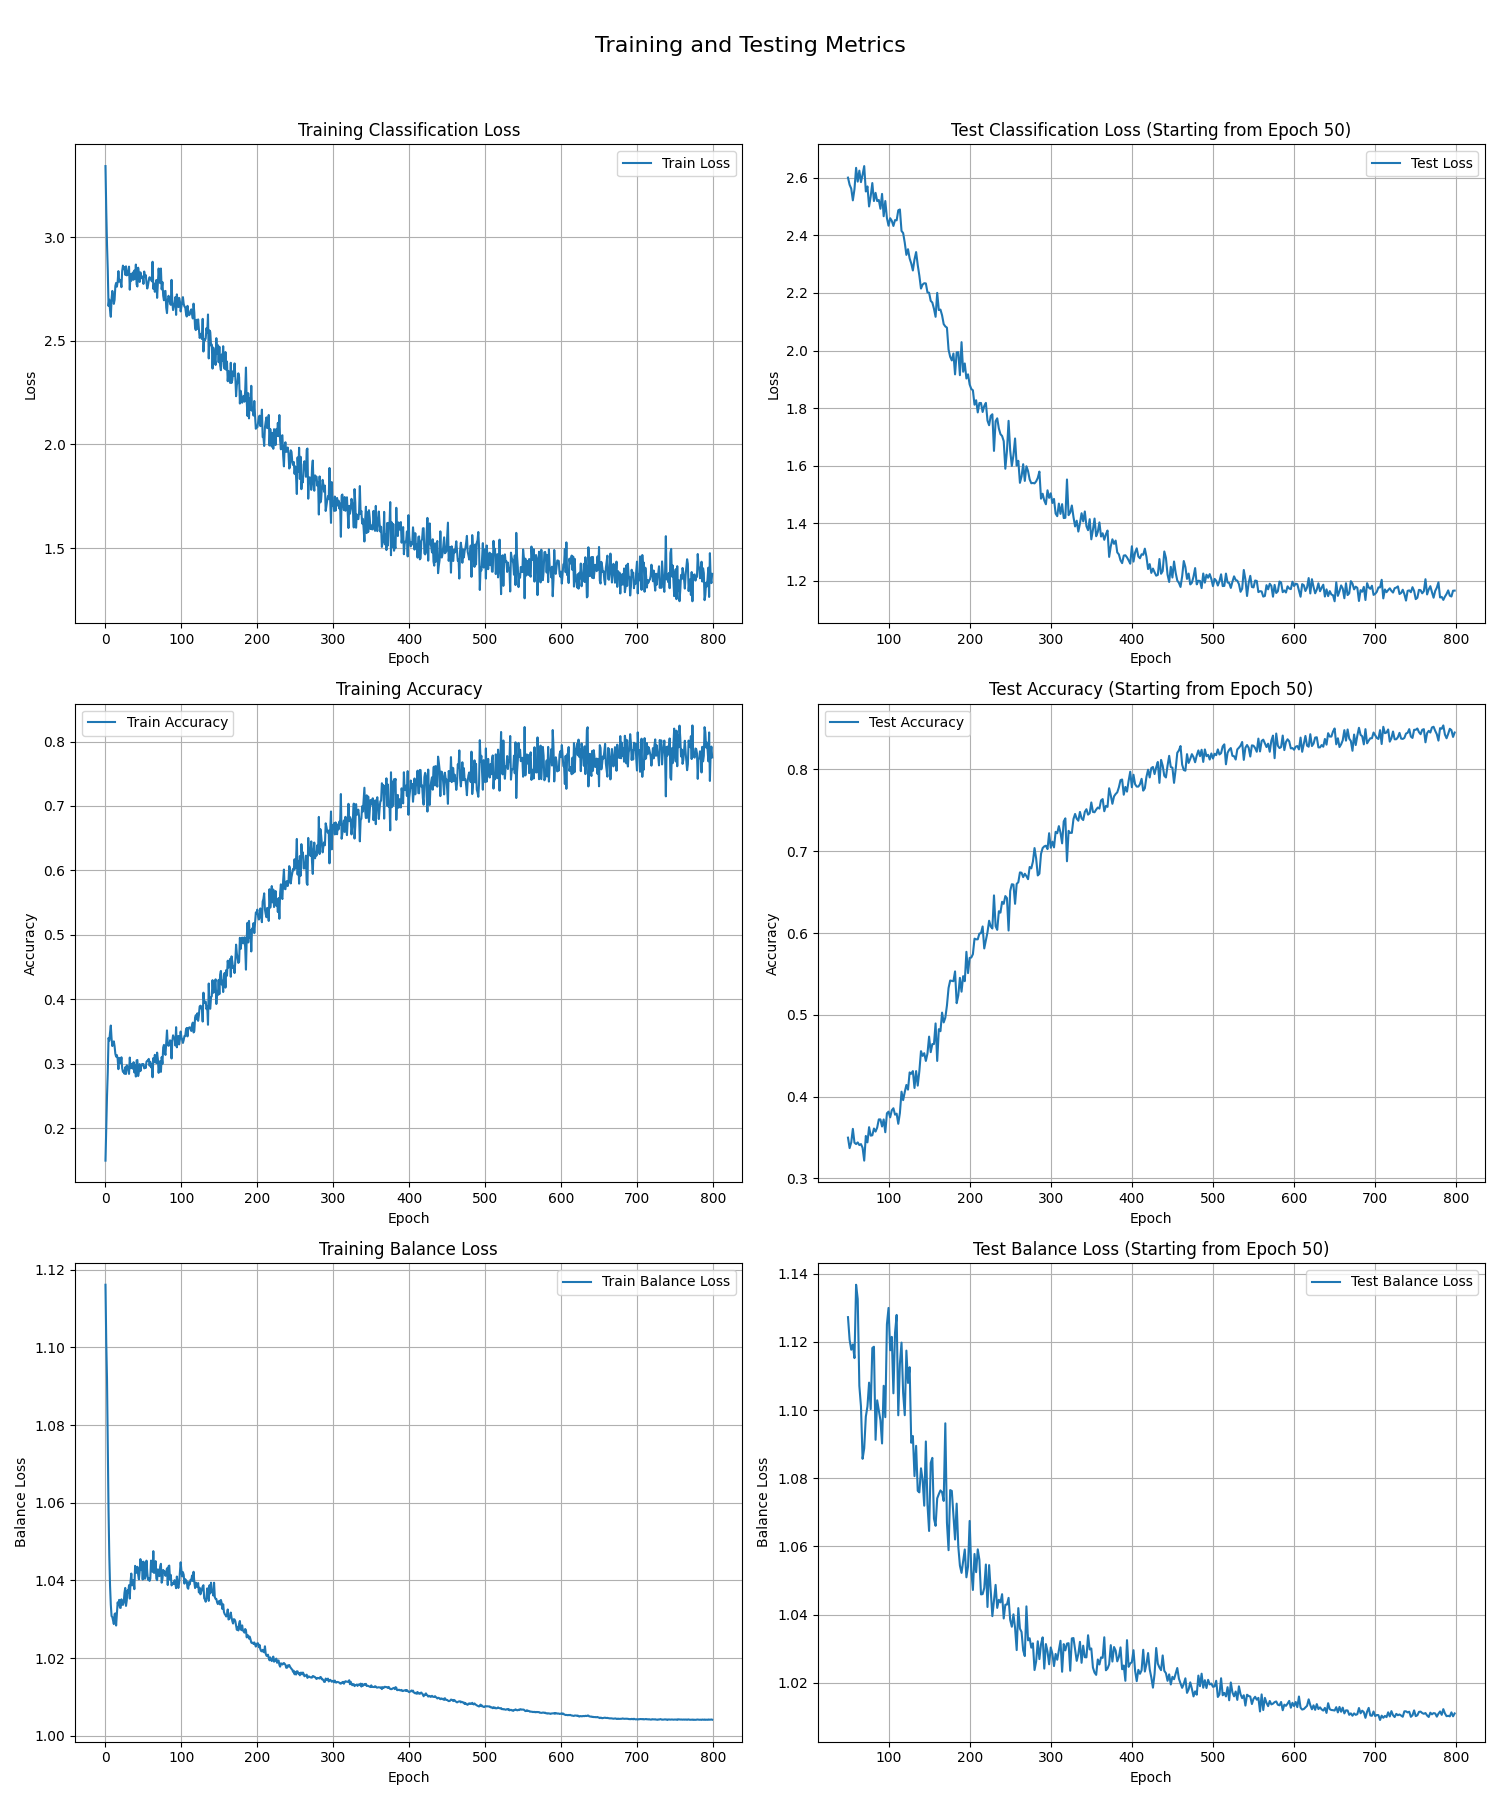 Training and Testing Metrics
Training Classification Loss
Train Loss
Loss
3.0
2.5
2.0
1.5
0 100 200 300 400 500 600 700 800
Epoch
Test Classification Loss (Starting from Epoch 50)
Test Loss
Loss
2.6
2.4
2.2
2.0
1.8
1.6
1.4
1.2
100 200 300 400 500 600 700 800
Epoch
Training Accuracy
Train Accuracy
Accuracy
0.8
0.7
0.6
0.5
0.4
0.3
0.2
0 100 200 300 400 500 600 700 800
Epoch
Test Accuracy (Starting from Epoch 50)
Test Accuracy
Accuracy
0.8
0.7
0.6
0.5
0.4
0.3
100 200 300 400 500 600 700 800
Epoch
Training Balance Loss
Train Balance Loss
Balance Loss
1.12
1.10
1.08
1.06
1.04
1.02
1.00
0 100 200 300 400 500 600 700 800
Epoch
Test Balance Loss (Starting from Epoch 50)
Test Balance Loss
Balance Loss
1.14
1.12
1.10
1.08
1.06
1.04
1.02
100 200 300 400 500 600 700 800
Epoch